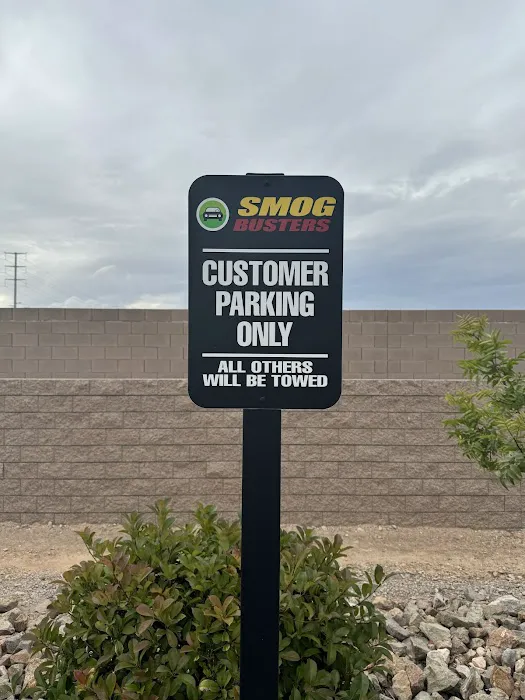 SMOG
BUSTERS
CUSTOMER
PARKING
ONLY
ALL OTHERS
WILL BE TOWED